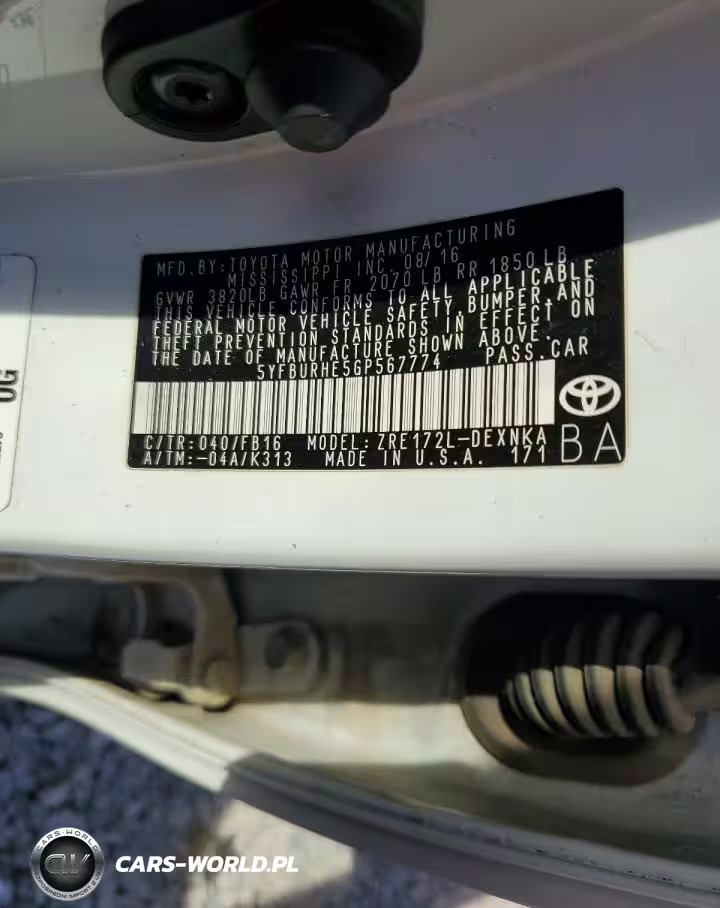 MFD. BY: TOYOTA MOTOR MANUFACTURING
MISSISSIPPI INC. 08/16
GVWR 3820LB GAWR FR 2070 LB RR 1850 LB
THIS VEHICLE CONFORMS TO ALL APPLICABLE
FEDERAL MOTOR VEHICLE SAFETY, BUMPER, AND
THEFT PREVENTION STANDARDS IN EFFECT ON
THE DATE OF MANUFACTURE SHOWN ABOVE.
5YFBURHE5GP567774 PASS. CAR
C/TR: 040/FB16 MODEL: ZRE172L-DEXNKA
A/TM:-04A/K313 MADE IN U.S.A. 171 BA
CARS-WORLD
CW
CARS-WORLD.PL